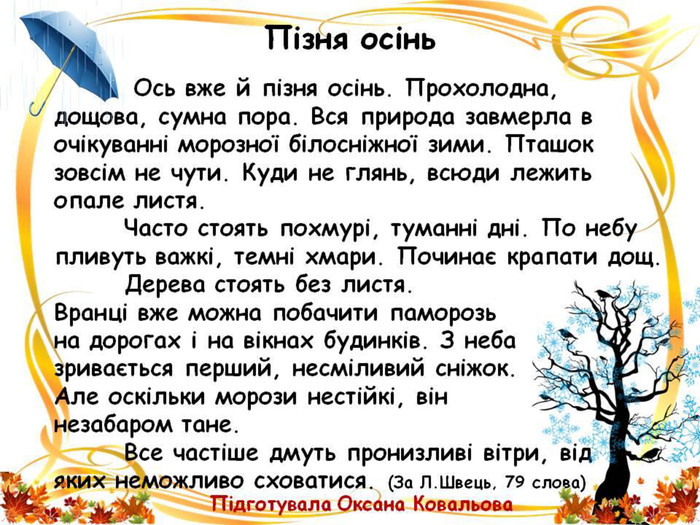 Пізня осінь
Ось вже й пізня осінь. Прохолодна,
дощова, сумна пора. Вся природа завмерла в
очікуванні морозної білосніжної зими. Пташок
зовсім не чути. Куди не глянь, всюди лежить
опале листя.
Часто стоять похмурі, туманні дні. По небу
пливуть важкі, темні хмари. Починає крапати дощ.
Дерева стоять без листя.
Вранці вже можна побачити паморозь
на дорогах і на вікнах будинків. З неба
зривається перший, несміливий сніжок.
Але оскільки морози нестійкі, він
незабаром тане.
Все частіше дмуть пронизливі вітри, від
яких неможливо сховатися. (За Л.Швець, 79 слова)
Підготувала Оксана Ковальова